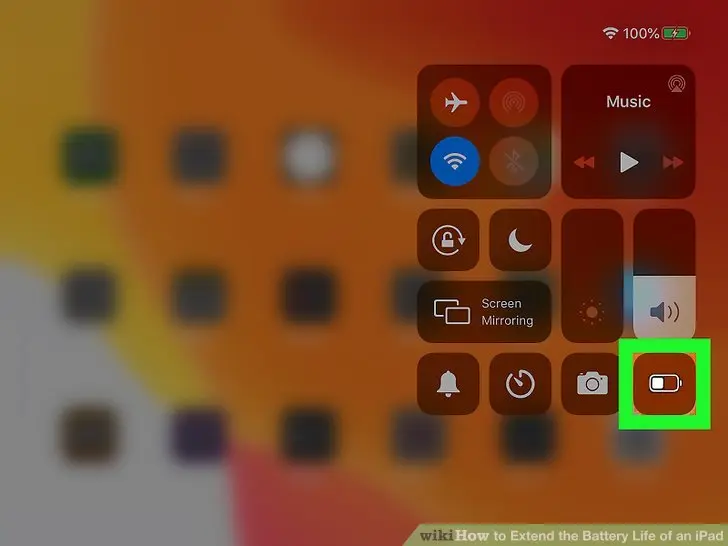 100%
Music
Screen
Mirroring
wikiHow to Extend the Battery Life of an iPad